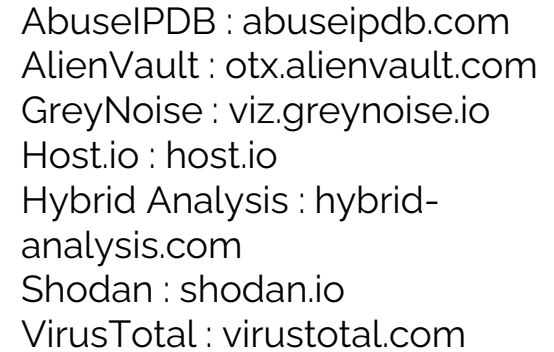 AbuseIPDB : abuseipdb.com
AlienVault : otx.alienvault.com
GreyNoise : viz.greynoise.io
Host.io : host.io
Hybrid Analysis : hybrid-
analysis.com
Shodan : shodan.io
VirusTotal : virustotal.com